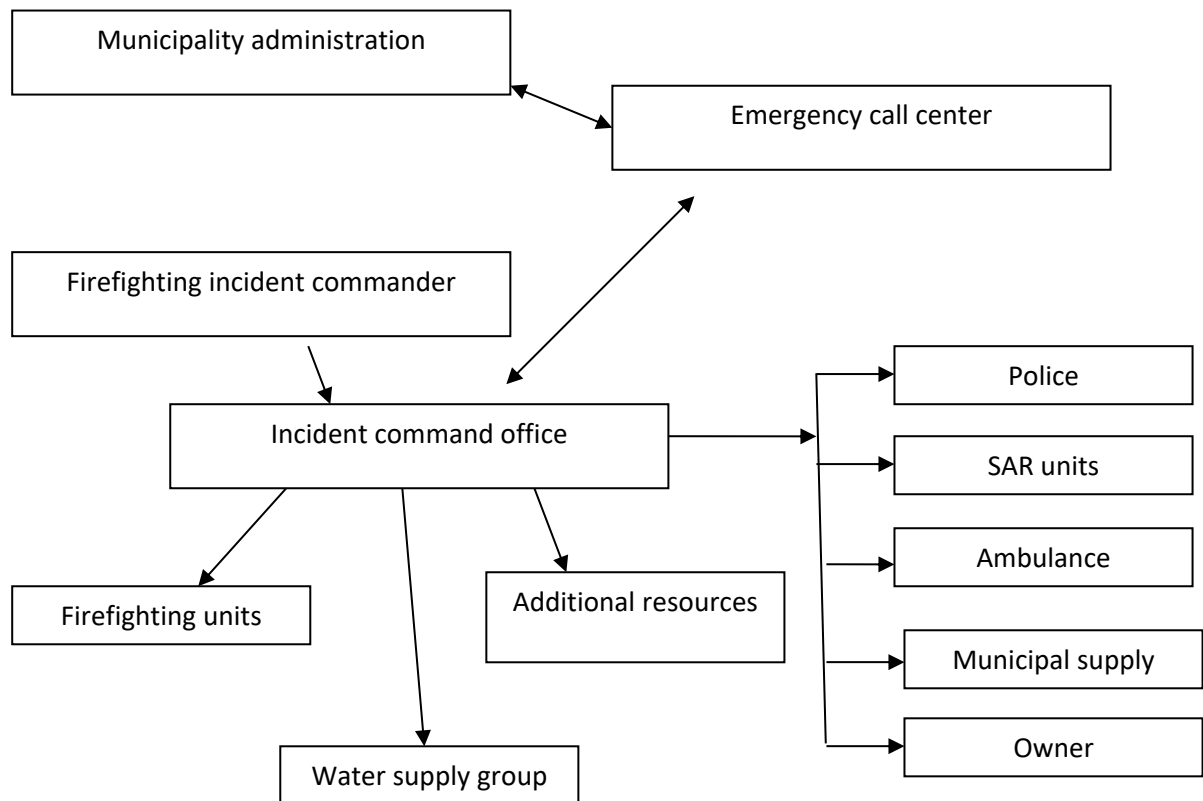 Municipality administration
Emergency call center
Firefighting incident commander
Incident command office
Police
SAR units
Ambulance
Municipal supply
Owner
Firefighting units
Additional resources
Water supply group